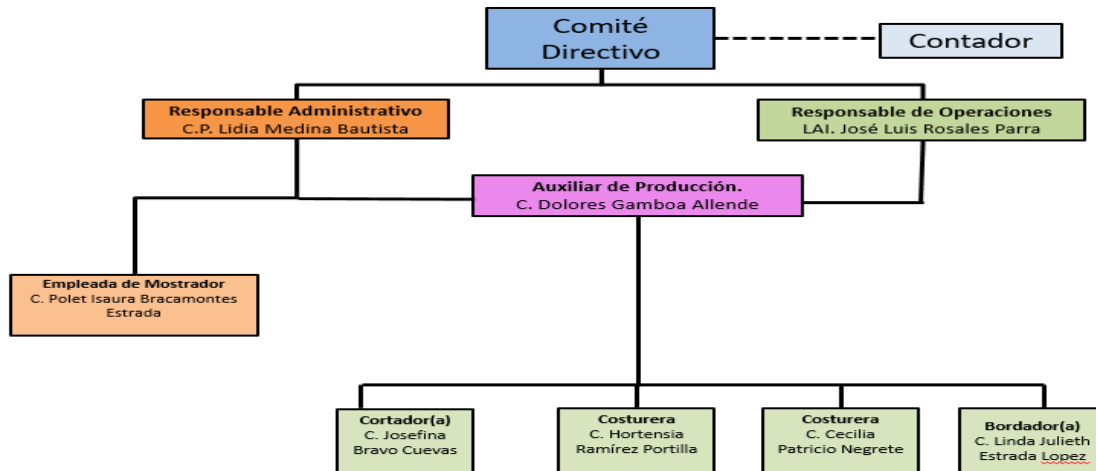 Comité
Directivo
Contador
Responsable Administrativo
C.P. Lidia Medina Bautista
Responsable de Operaciones
LAI. José Luis Rosales Parra
Auxiliar de Producción.
C. Dolores Gamboa Allende
Empleada de Mostrador
C. Polet Isaura Bracamontes
Estrada
Cortador(a)
C. Josefina
Bravo Cuevas
Costurera
C. Hortensia
Ramírez Portilla
Costurera
C. Cecilia
Patricio Negrete
Bordador(a)
C. Linda Julieth
Estrada Lopez